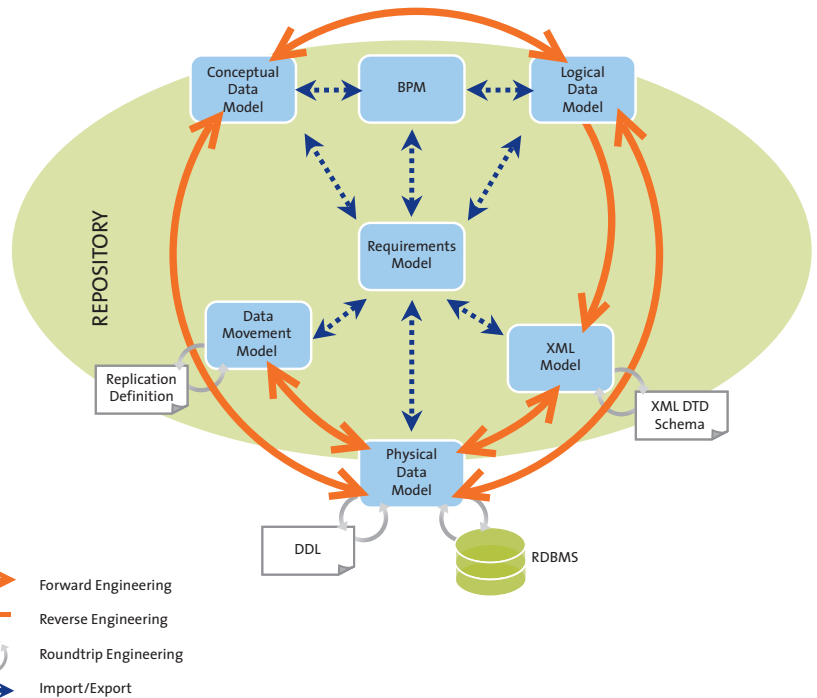 Conceptual
Data
Model
BPM
Logical
Data
Model
REPOSITORY
Requirements
Model
Data
Movement
Model
XML
Model
Replication
Definition
XML DTD
Schema
Physical
Data
Model
DDL
RDBMS
Forward Engineering
Reverse Engineering
Roundtrip Engineering
Import/Export